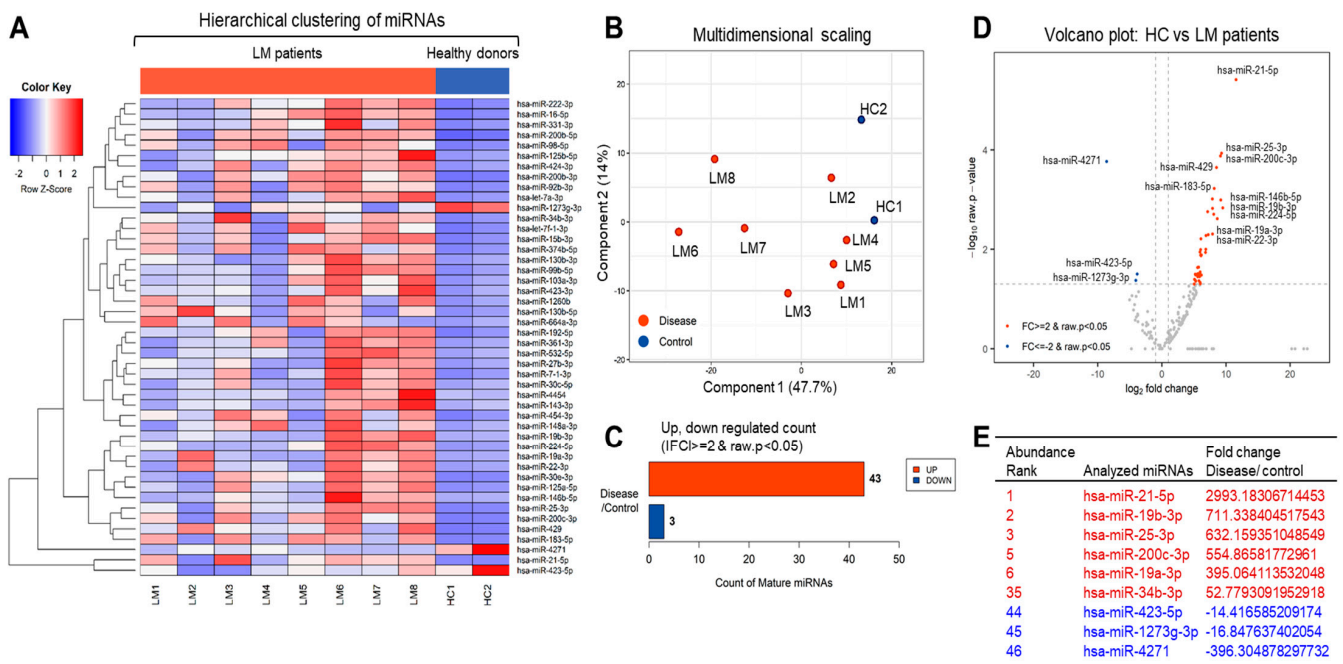 A
Hierarchical clustering of miRNAs
LM patients
Healthy donors
Color Key
-2 -1 0 1 2
Row Z-Score
hsa-miR-222-3p
hsa-miR-16-5p
hsa-miR-331-3p
hsa-miR-200b-5p
hsa-miR-98-5p
hsa-miR-125b-5p
hsa-miR-424-3p
hsa-miR-200b-3p
hsa-miR-92b-3p
hsa-let-7a-3p
hsa-miR-1273g-3p
hsa-miR-34b-3p
hsa-let-7f-1-3p
hsa-miR-15b-3p
hsa-miR-374b-5p
hsa-miR-130b-3p
hsa-miR-99b-5p
hsa-miR-103a-3p
hsa-miR-423-3p
hsa-miR-1260b
hsa-miR-130b-5p
hsa-miR-664a-3p
hsa-miR-192-5p
hsa-miR-361-3p
hsa-miR-532-5p
hsa-miR-27b-3p
hsa-miR-7-1-3p
hsa-miR-30c-5p
hsa-miR-4454
hsa-miR-143-3p
hsa-miR-454-3p
hsa-miR-148a-3p
hsa-miR-19b-3p
hsa-miR-224-5p
hsa-miR-19a-3p
hsa-miR-22-3p
hsa-miR-30e-3p
hsa-miR-125a-5p
hsa-miR-146b-5p
hsa-miR-25-3p
hsa-miR-200c-3p
hsa-miR-429
hsa-miR-183-5p
hsa-miR-4271
hsa-miR-21-5p
hsa-miR-423-5p
LM1 LM2 LM3 LM4 LM5 LM6 LM7 LM8 HC1 HC2
B
Multidimensional scaling
Component 2 (14%)
20
10
0
-10
-20
HC2
LM8
LM2
HC1
LM6
LM7
LM4
LM5
LM3
LM1
Disease
Control
-20 0 20
Component 1 (47.7%)
C
Up, down regulated count
(IFCI>=2 & raw.p<0.05)
Disease
/Control
43
3
UP
DOWN
0 10 20 30 40 50
Count of Mature miRNAs
D
Volcano plot: HC vs LM patients
-log10 raw. p -value
4
2
0
hsa-miR-21-5p
hsa-miR-25-3p
hsa-miR-200c-3p
hsa-miR-4271
hsa-miR-429
hsa-miR-183-5p
hsa-miR-146b-5p
hsa-miR-19b-3p
hsa-miR-224-5p
hsa-miR-19a-3p
hsa-miR-22-3p
hsa-miR-423-5p
hsa-miR-1273g-3p
FC>=2 & raw.p<0.05
FC<=-2 & raw.p<0.05
-20 -10 0 10 20
log2 fold change
E
Abundance Rank Analyzed miRNAs Fold change Disease/control
1 hsa-miR-21-5p 2993.18306714453
2 hsa-miR-19b-3p 711.338404517543
3 hsa-miR-25-3p 632.159351048549
5 hsa-miR-200c-3p 554.86581772961
6 hsa-miR-19a-3p 395.064113532048
35 hsa-miR-34b-3p 52.7793091952918
44 hsa-miR-423-5p -14.416585209174
45 hsa-miR-1273g-3p -16.847637402054
46 hsa-miR-4271 -396.304878297732